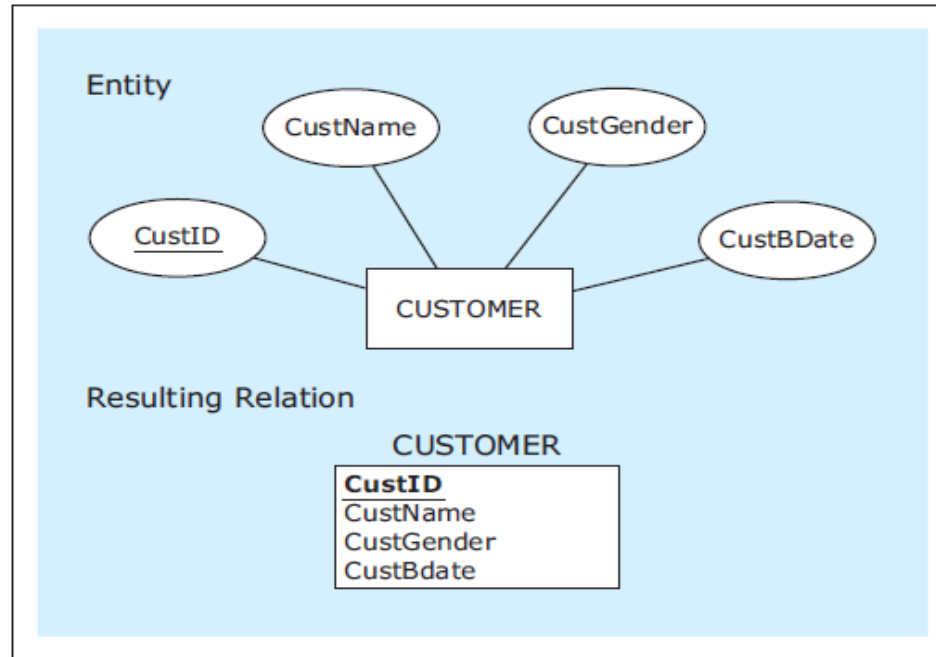 Entity
CustName
CustGender
CustID
CustBDate
CUSTOMER
Resulting Relation
CUSTOMER
CustID
CustName
CustGender
CustBdate